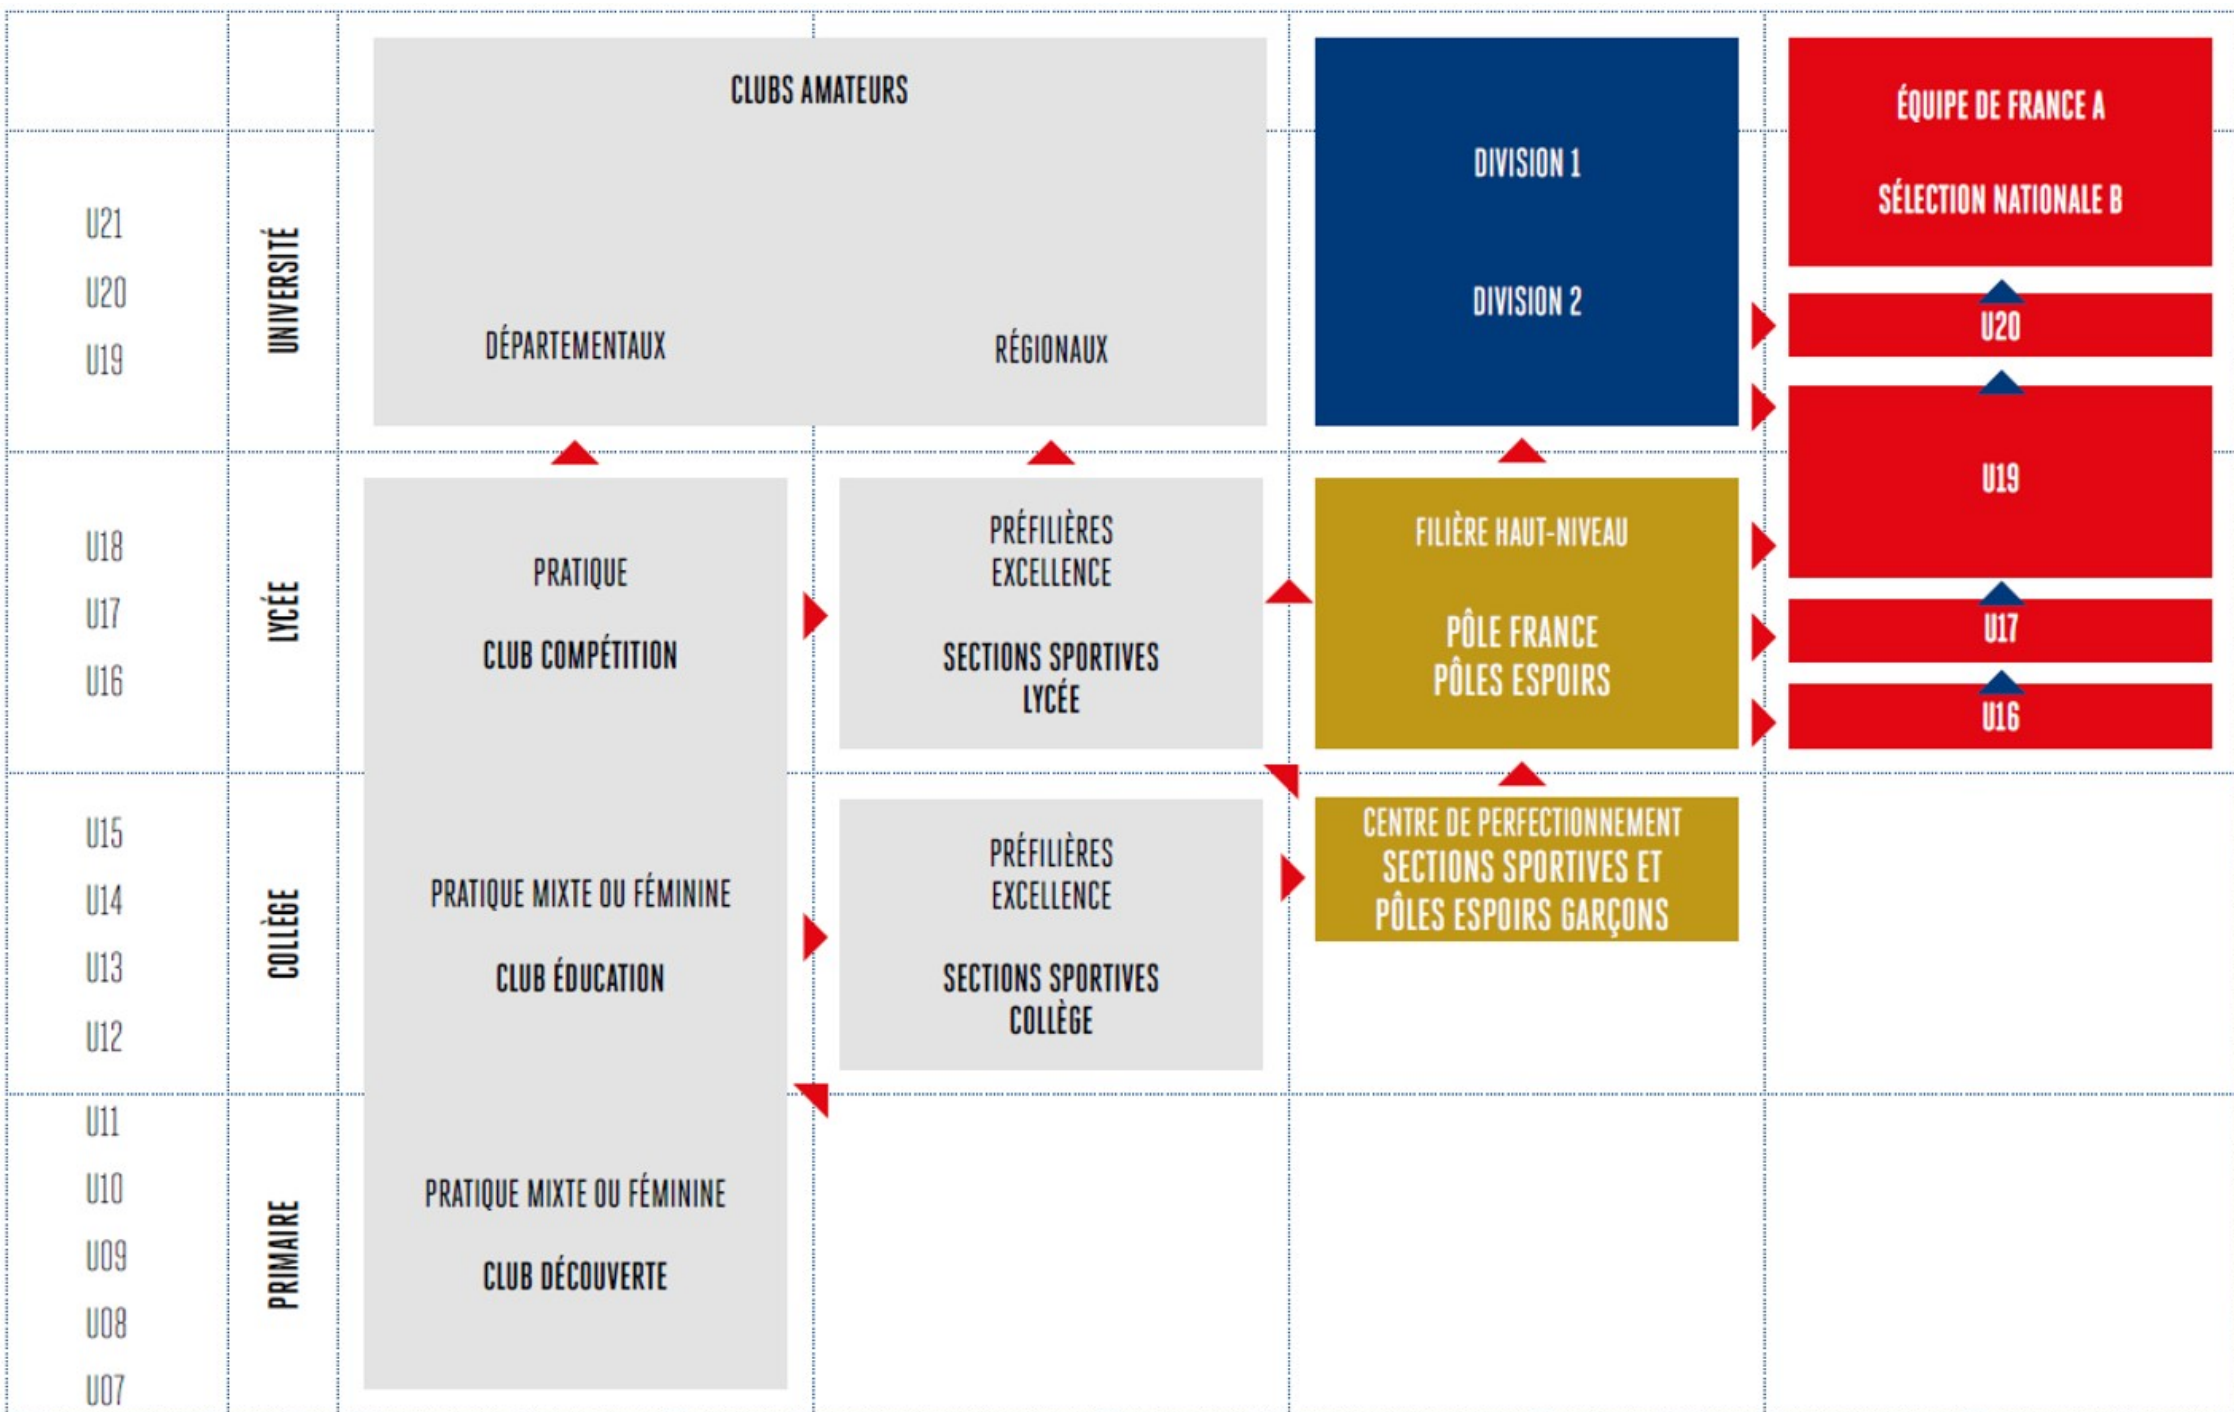 CLUBS AMATEURS
DÉPARTEMENTAUX
RÉGIONAUX
DIVISION 1
DIVISION 2
ÉQUIPE DE FRANCE A
SÉLECTION NATIONALE B
U20
U19
U17
U16
U21
U20
U19
UNIVERSITÉ
U18
U17
U16
LYCÉE
PRATIQUE
CLUB COMPÉTITION
PRÉFILIÈRES
EXCELLENCE
SECTIONS SPORTIVES
LYCÉE
FILIÈRE HAUT-NIVEAU
PÔLE FRANCE
PÔLES ESPOIRS
U15
U14
U13
U12
COLLÈGE
PRATIQUE MIXTE OU FÉMININE
CLUB ÉDUCATION
PRÉFILIÈRES
EXCELLENCE
SECTIONS SPORTIVES
COLLÈGE
CENTRE DE PERFECTIONNEMENT
SECTIONS SPORTIVES ET
PÔLES ESPOIRS GARÇONS
U11
U10
U09
U08
U07
PRIMAIRE
PRATIQUE MIXTE OU FÉMININE
CLUB DÉCOUVERTE